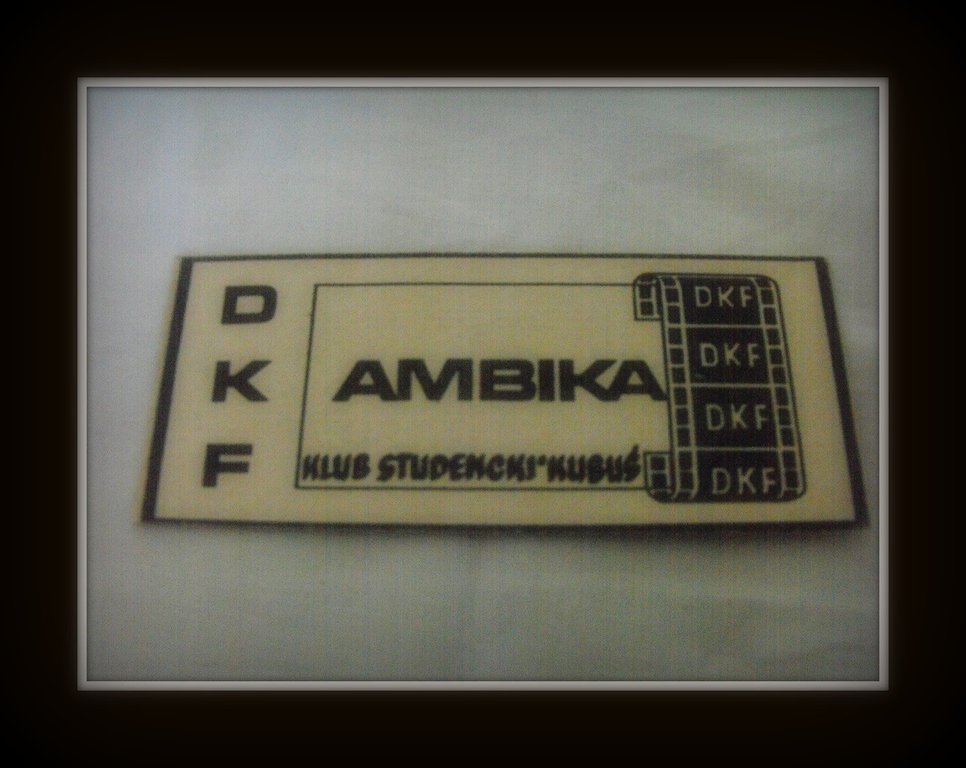 D
K
F
AMBIKA
KLUB STUDENCKI "KUBUŚ
DKF
DKF
DKF
DKF